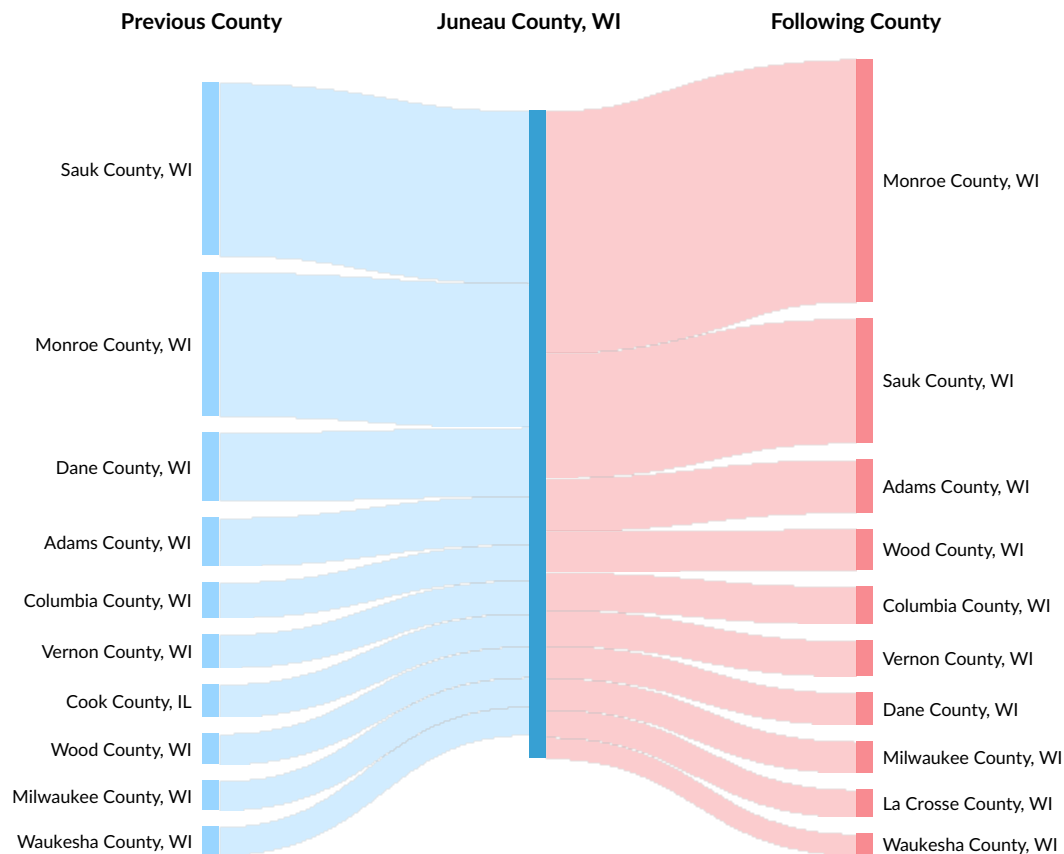 Previous County
Juneau County, WI
Following County
Sauk County, WI
Monroe County, WI
Dane County, WI
Adams County, WI
Columbia County, WI
Vernon County, WI
Cook County, IL
Wood County, WI
Milwaukee County, WI
Waukesha County, WI
Monroe County, WI
Sauk County, WI
Adams County, WI
Wood County, WI
Columbia County, WI
Vernon County, WI
Dane County, WI
Milwaukee County, WI
La Crosse County, WI
Waukesha County, WI